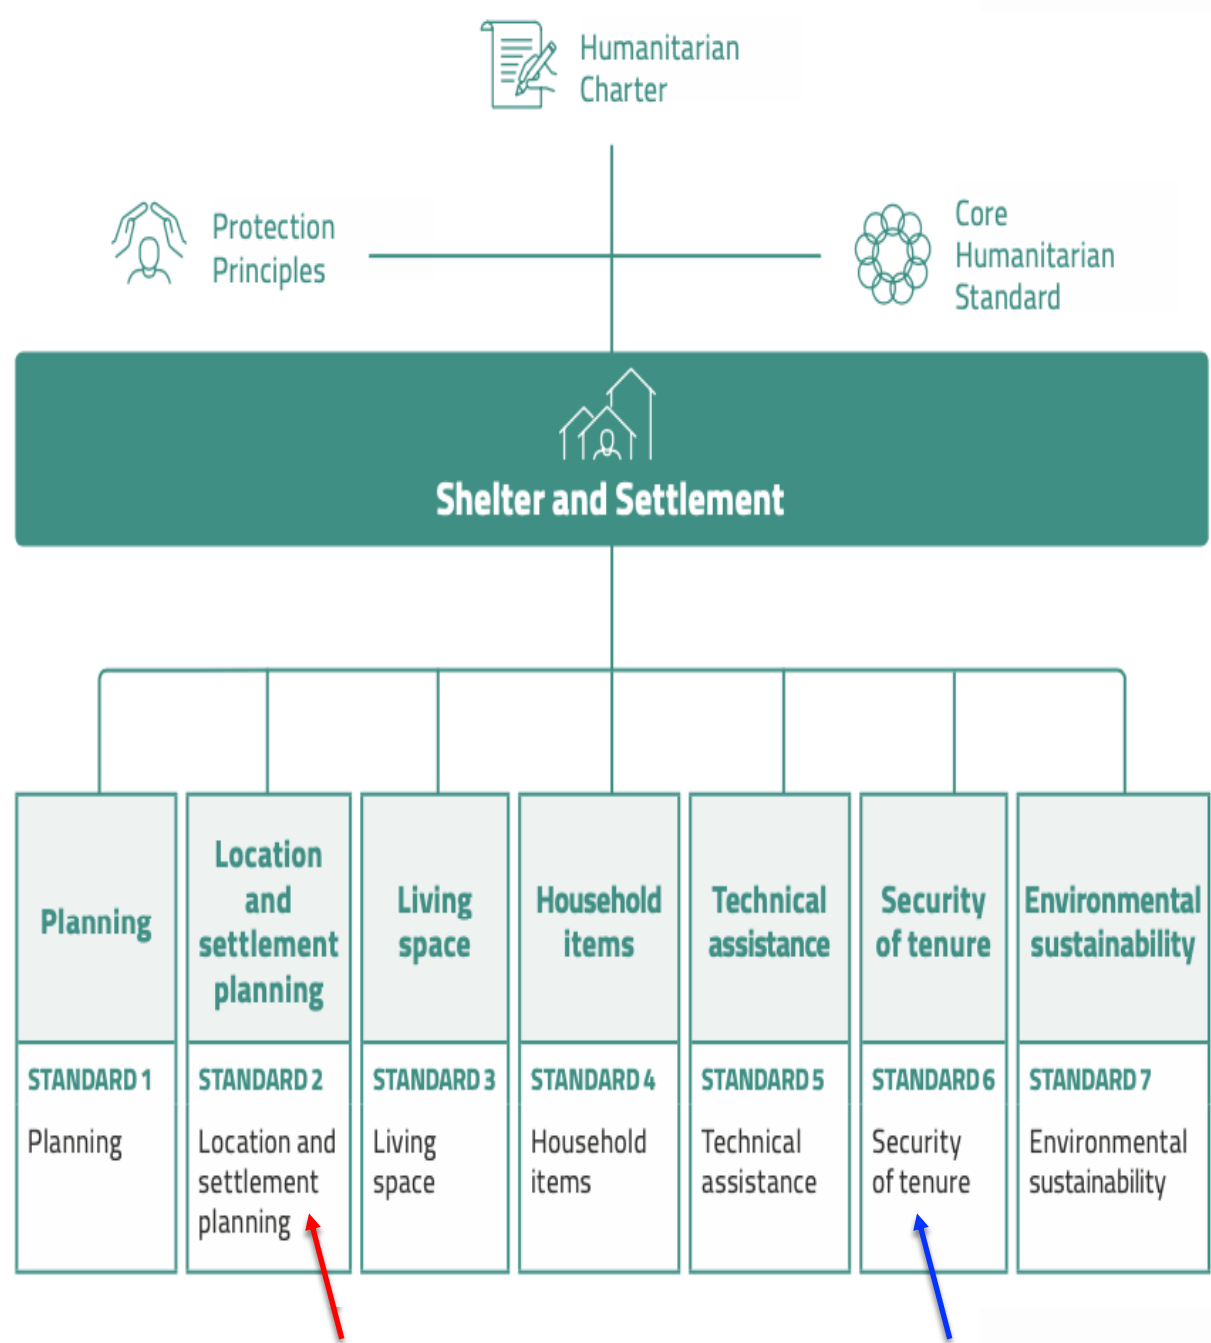 Humanitarian
Charter
Protection
Principles
Core
Humanitarian
Standard
Shelter and Settlement
Planning
Location
and
settlement
planning
Living
space
Household
items
Technical
assistance
Security
of tenure
Environmental
sustainability
STANDARD 1
Planning
STANDARD 2
Location and
settlement
planning
STANDARD 3
Living
space
STANDARD 4
Household
items
STANDARD 5
Technical
assistance
STANDARD 6
Security
of tenure
STANDARD 7
Environmental
sustainability